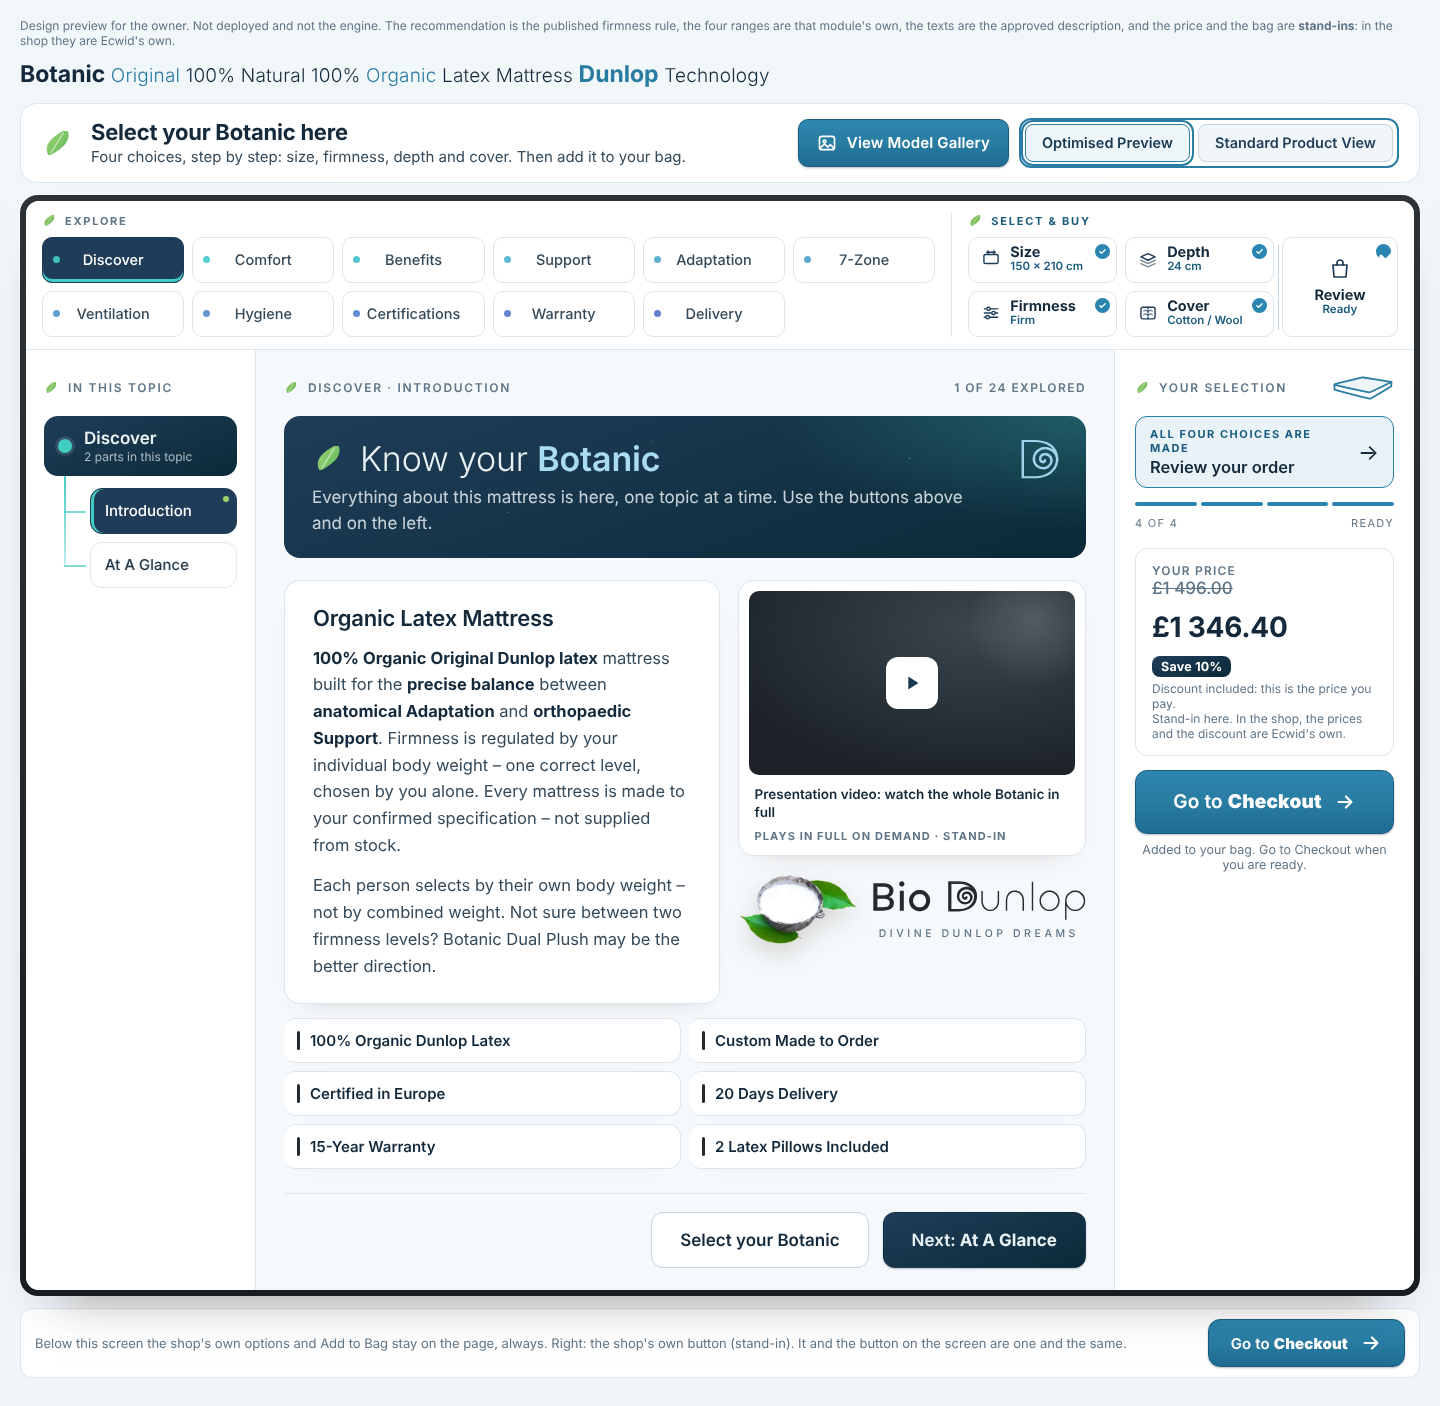 Design preview for the owner. Not deployed and not the engine. The recommendation is the published firmness rule, the four ranges are that module's own, the texts are the approved description, and the price and the bag are stand-ins: in the
shop they are Ecwid's own.
Botanic Original 100% Natural 100% Organic Latex Mattress Dunlop Technology
Select your Botanic here
Four choices, step by step: size, firmness, depth and cover. Then add it to your bag.
View Model Gallery
Optimised Preview
Standard Product View
EXPLORE
Discover
Comfort
Benefits
Support
Adaptation
7-Zone
Ventilation
Hygiene
Certifications
Warranty
Delivery
SELECT & BUY
Size
150 × 210 cm
Depth
24 cm
Firmness
Firm
Cover
Cotton / Wool
Review
Ready
IN THIS TOPIC
Discover
2 parts in this topic
Introduction
At A Glance
DISCOVER · INTRODUCTION
1 OF 24 EXPLORED
Know your Botanic
Everything about this mattress is here, one topic at a time. Use the buttons above
and on the left.
Organic Latex Mattress
100% Organic Original Dunlop latex mattress
built for the precise balance between
anatomical Adaptation and orthopaedic
Support. Firmness is regulated by your
individual body weight – one correct level,
chosen by you alone. Every mattress is made to
your confirmed specification – not supplied
from stock.
Each person selects by their own body weight –
not by combined weight. Not sure between two
firmness levels? Botanic Dual Plush may be the
better direction.
Presentation video: watch the whole Botanic in
full
PLAYS IN FULL ON DEMAND · STAND-IN
Bio Dunlop
DIVINE DUNLOP DREAMS
100% Organic Dunlop Latex
Custom Made to Order
Certified in Europe
20 Days Delivery
15-Year Warranty
2 Latex Pillows Included
Select your Botanic
Next: At A Glance
YOUR SELECTION
ALL FOUR CHOICES ARE
MADE
Review your order
4 OF 4
READY
YOUR PRICE
£1 496.00
£1 346.40
Save 10%
Discount included: this is the price you
pay.
Stand-in here. In the shop, the prices
and the discount are Ecwid's own.
Go to Checkout
Added to your bag. Go to Checkout when
you are ready.
Below this screen the shop's own options and Add to Bag stay on the page, always. Right: the shop's own button (stand-in). It and the button on the screen are one and the same.
Go to Checkout